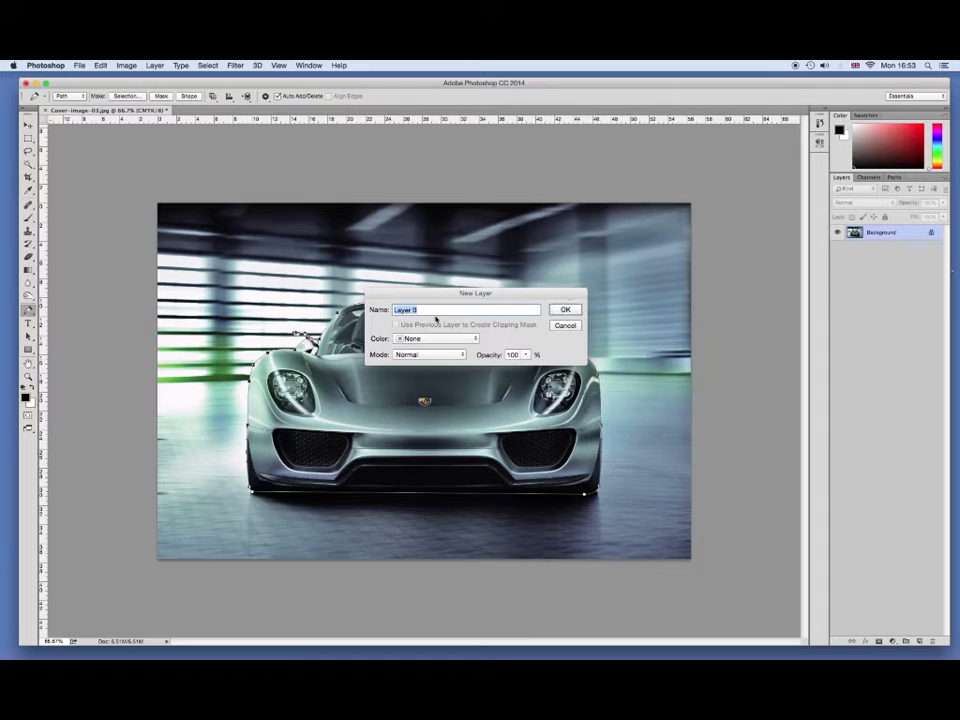 Photoshop File Edit Image Layer Type Select Filter 3D View Window Help Mon 16:53
Adobe Photoshop CC 2014
Path Make: Selection... Mask Shape Auto Add/Delete Align Edges Essentials
Cover-image-03.jpg @ 66.7% (CMYK/8) *
Color Swatches
Layers Channels Paths
Kind
Normal Opacity: 100%
Lock: Fill: 100%
Background
New Layer
Name: Layer 0 OK
Use Previous Layer to Create Clipping Mask Cancel
Color: None
Mode: Normal Opacity: 100 %
66.67% Doc: 5.51M/5.51M